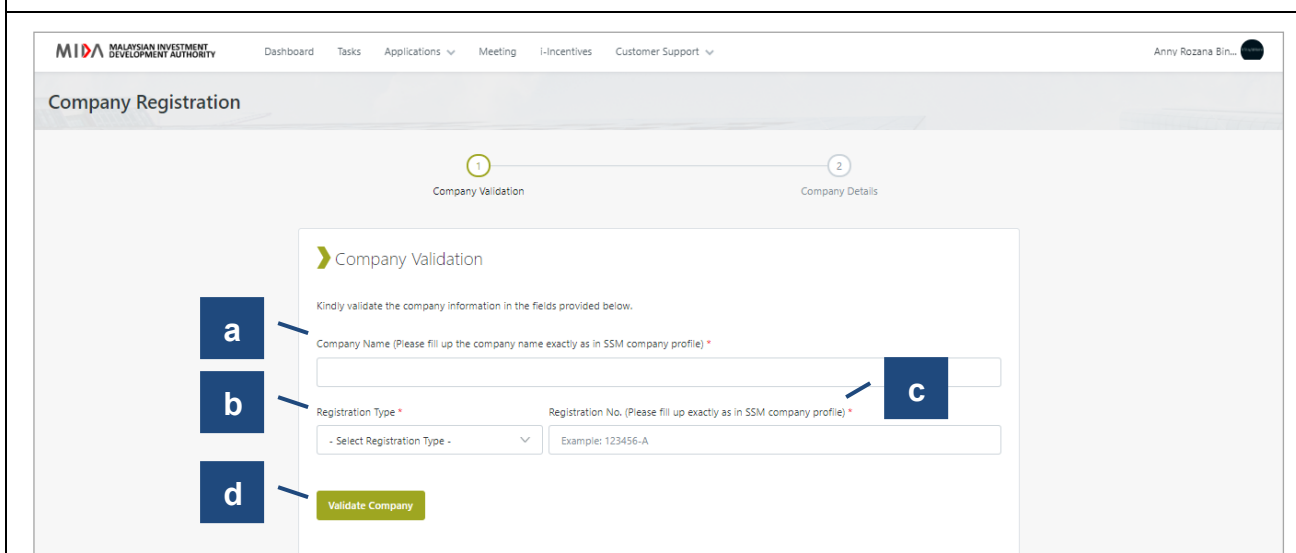 MIDA MALAYSIAN INVESTMENT DEVELOPMENT AUTHORITY Dashboard Tasks Applications Meeting i-Incentives Customer Support Anny Rozana Bin...
Company Registration
1 2
Company Validation Company Details
Company Validation
Kindly validate the company information in the fields provided below.
a
Company Name (Please fill up the company name exactly as in SSM company profile) *
b
c
Registration Type * Registration No. (Please fill up exactly as in SSM company profile) *
- Select Registration Type - Example: 123456-A
d
Validate Company